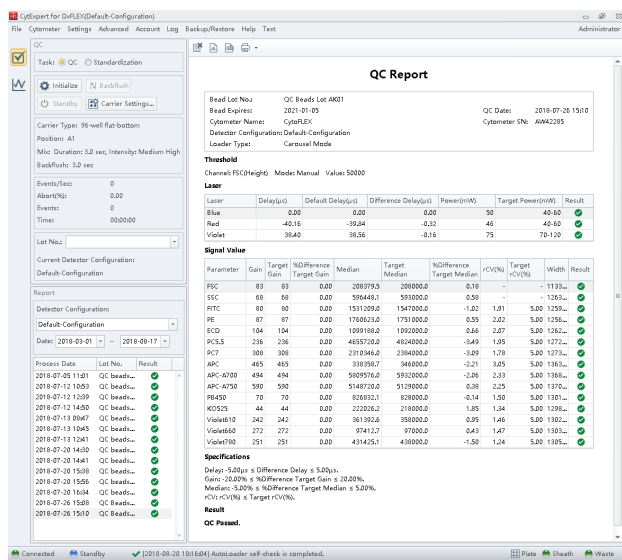 CytExpert for DxFLEX(Default-Configuration)
File Cytometer Settings Advanced Account Log Backup/Restore Help Test Administrator
QC
Task: QC Standardization
Initialize Backflush
Standby Carrier Settings...
Carrier Type: 96-well flat-bottom
Position: A1
Mix: Duration: 3.0 sec, Intensity: Medium High
Backflush: 3.0 sec
Events/Sec: 0
Abort(%): 0.00
Events: 0
Time: 00:00:00
Lot No.:
Current Detector Configuration:
Default-Configuration
Report
Detector Configuration:
Default-Configuration
Date: 2018-03-01 ~ 2018-08-17
Process Date Lot No. Result
2018-07-05 11:01 QC beads...
2018-07-12 10:53 QC beads...
2018-07-12 12:39 QC beads...
2018-07-12 14:50 QC beads...
2018-07-13 08:47 QC beads...
2018-07-13 10:45 QC beads...
2018-07-13 12:41 QC beads...
2018-07-20 14:30 QC beads...
2018-07-20 14:41 QC beads...
2018-07-20 15:38 QC Beads...
2018-07-20 15:56 QC Beads...
2018-07-20 16:34 QC Beads...
2018-07-26 15:08 QC Beads...
2018-07-26 15:10 QC Beads...
QC Report
Bead Lot No.: QC Beads Lot AK01
Bead Expires: 2021-01-05 QC Date: 2018-07-26 15:10
Cytometer Name: CytoFLEX Cytometer SN: AW42285
Detector Configuration: Default-Configuration
Loader Type: Carousel Mode
Threshold
Channel: FSC(Height) Mode: Manual Value: 50000
Laser
Laser Delay(μs) Default Delay(μs) Difference Delay(μs) Power(mW) Target Power(mW) Result
Blue 0.00 0.00 0.00 50 40-60
Red -40.16 -39.84 -0.32 46 40-60
Violet 38.40 38.56 -0.16 75 70-120
Signal Value
Parameter Gain Target Gain %Difference Target Gain Median Target Median %Difference Target Median rCV(%) Target rCV(%) Width Result
FSC 83 83 0.00 208379.5 208000.0 0.18 - - 1133...
SSC 68 68 0.00 596448.1 593000.0 0.58 - - 1263...
FITC 80 80 0.00 1531209.0 1547000.0 -1.02 1.91 5.00 1259...
PE 87 87 0.00 1760623.0 1751000.0 0.55 2.02 5.00 1256...
ECD 104 104 0.00 1099188.0 1092000.0 0.66 2.07 5.00 1262...
PC5.5 236 236 0.00 4655720.0 4824000.0 -3.49 1.95 5.00 1272...
PC7 308 308 0.00 2310346.0 2384000.0 -3.09 1.78 5.00 1273...
APC 465 465 0.00 338358.7 346000.0 -2.21 3.05 5.00 1363...
APC-A700 494 494 0.00 5809576.0 5932000.0 -2.06 2.33 5.00 1368...
APC-A750 590 590 0.00 5148720.0 5129000.0 0.38 2.25 5.00 1370...
PB450 70 70 0.00 826832.1 828000.0 -0.14 1.50 5.00 1301...
KO525 44 44 0.00 222026.2 218000.0 1.85 1.34 5.00 1298...
Violet610 242 242 0.00 361392.6 358000.0 0.95 1.46 5.00 1302...
Violet660 272 272 0.00 97412.7 97000.0 0.43 1.47 5.00 1303...
Violet780 251 251 0.00 431425.1 438000.0 -1.50 1.24 5.00 1305...
Specifications
Delay: -5.00μs ≤ Difference Delay ≤ 5.00μs.
Gain: -20.00% ≤ %Difference Target Gain ≤ 20.00%.
Median: -5.00% ≤ %Difference Target Median ≤ 5.00%.
rCV: rCV(%) ≤ Target rCV(%).
Result
QC Passed.
Connected Standby [2018-08-20 10:16:04] AutoLoader self-check is completed. Plate Sheath Waste